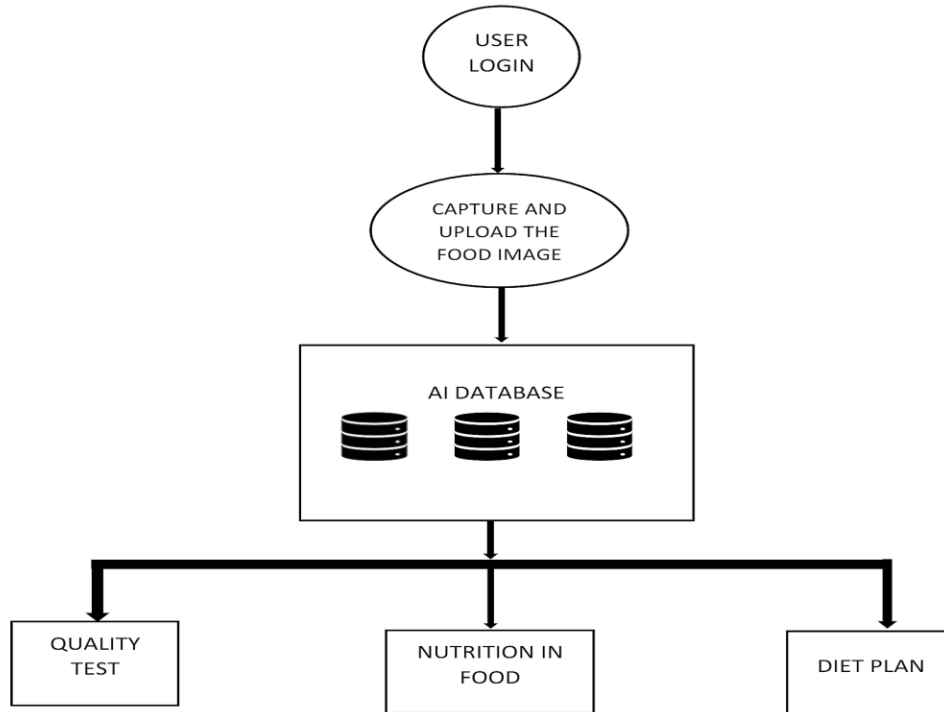 USER
LOGIN
CAPTURE AND
UPLOAD THE
FOOD IMAGE
AI DATABASE
QUALITY
TEST
NUTRITION IN
FOOD
DIET PLAN